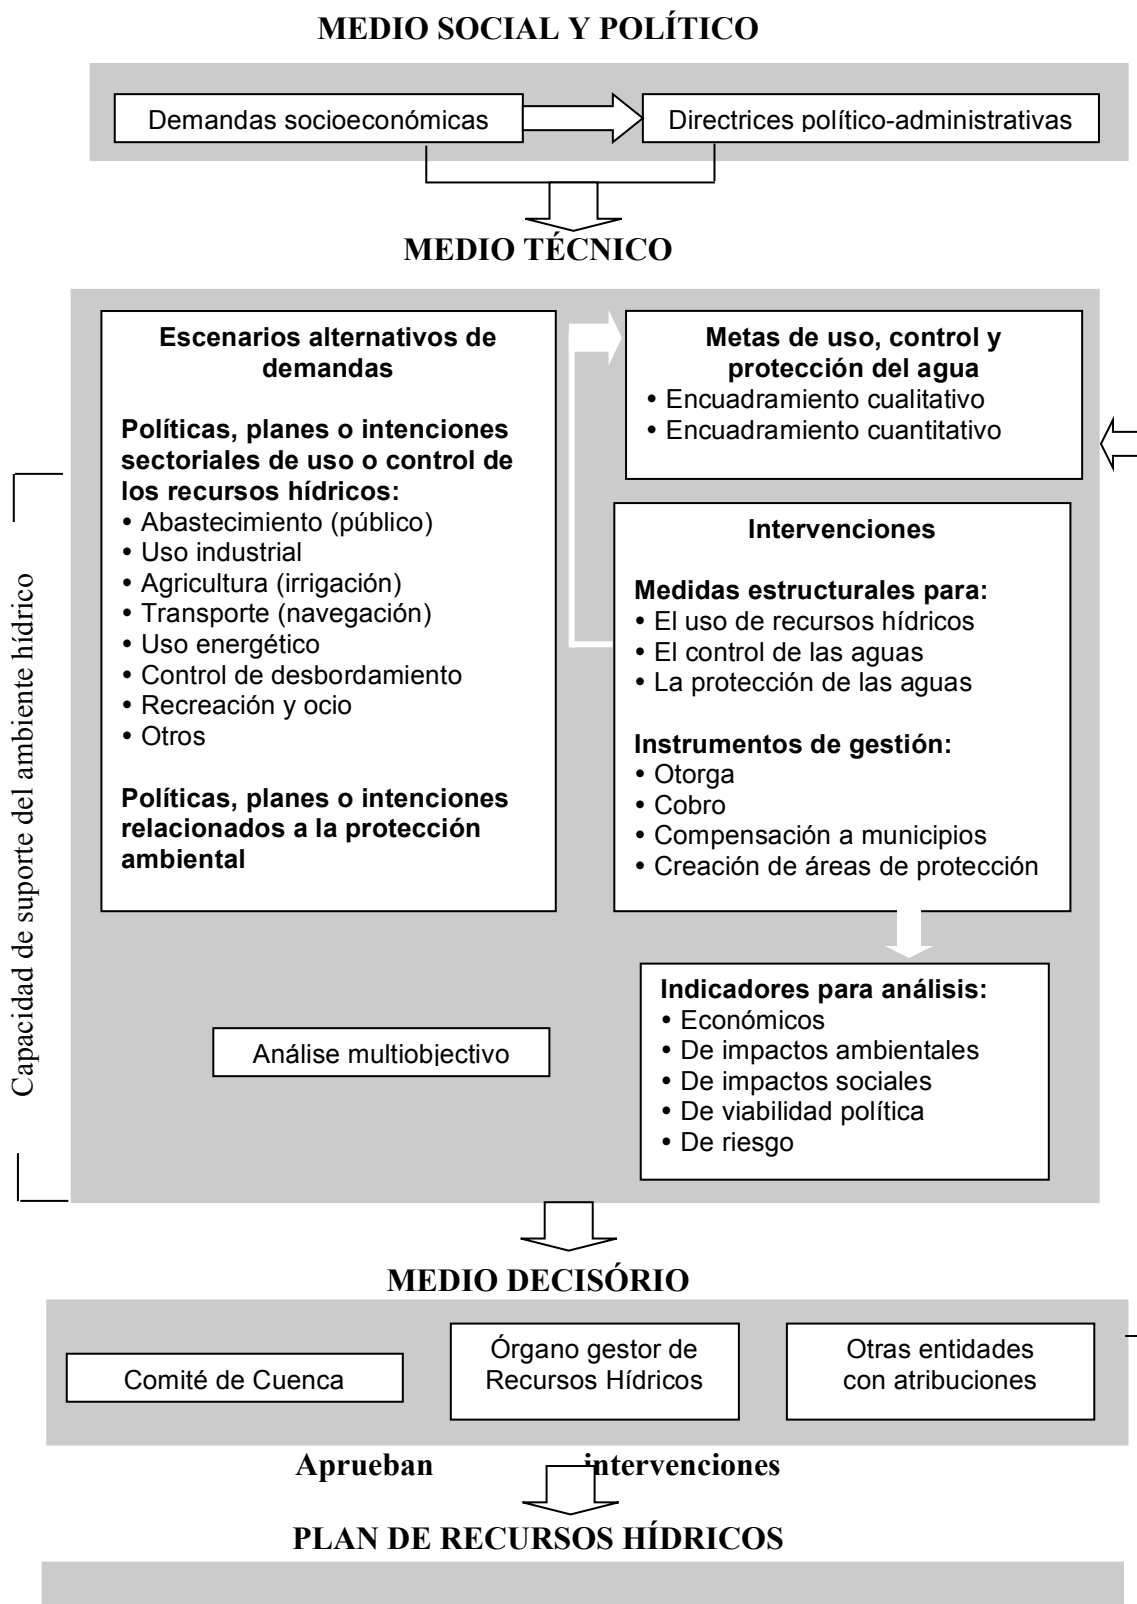 MEDIO SOCIAL Y POLÍTICO
Demandas socioeconómicas
Directrices político-administrativas
MEDIO TÉCNICO
Capacidad de suporte del ambiente hídrico
Escenarios alternativos de
demandas
Políticas, planes o intenciones
sectoriales de uso o control de
los recursos hídricos:
• Abastecimiento (público)
• Uso industrial
• Agricultura (irrigación)
• Transporte (navegación)
• Uso energético
• Control de desbordamiento
• Recreación y ocio
• Otros
Políticas, planes o intenciones
relacionados a la protección
ambiental
Metas de uso, control y
protección del agua
• Encuadramiento cualitativo
• Encuadramiento cuantitativo
Intervenciones
Medidas estructurales para:
• El uso de recursos hídricos
• El control de las aguas
• La protección de las aguas
Instrumentos de gestión:
• Otorga
• Cobro
• Compensación a municipios
• Creación de áreas de protección
Análise multiobjectivo
Indicadores para análisis:
• Económicos
• De impactos ambientales
• De impactos sociales
• De viabilidad política
• De riesgo
MEDIO DECISÓRIO
Comité de Cuenca
Órgano gestor de
Recursos Hídricos
Otras entidades
con atribuciones
Aprueban intervenciones
PLAN DE RECURSOS HÍDRICOS